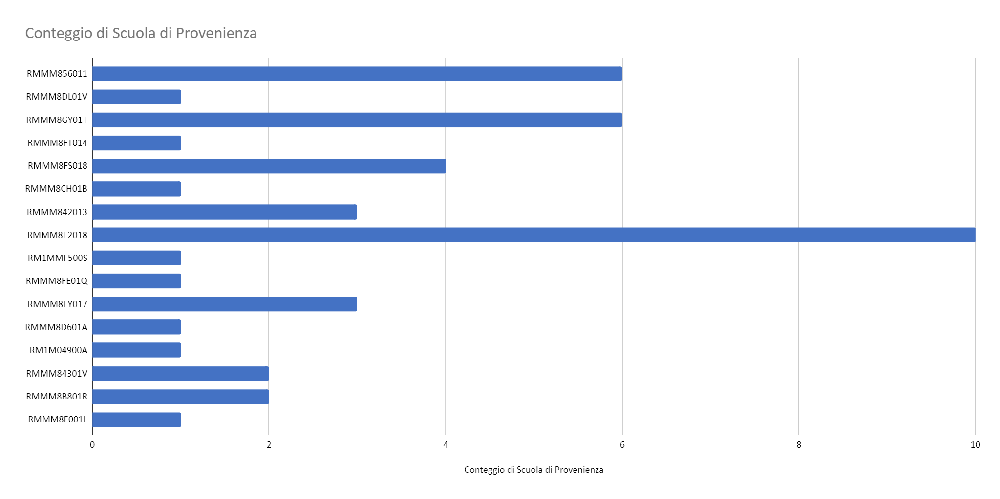 Conteggio di Scuola di Provenienza
RMMM856011
RMMM8DL01V
RMMM8GY01T
RMMM8FT014
RMMM8FS018
RMMM8CH01B
RMMM842013
RMMM8F2018
RM1MMF500S
RMMM8FE01Q
RMMM8FY017
RMMM8D601A
RM1M04900A
RMMM84301V
RMMM8B801R
RMMM8F001L
0 2 4 6 8 10
Conteggio di Scuola di Provenienza